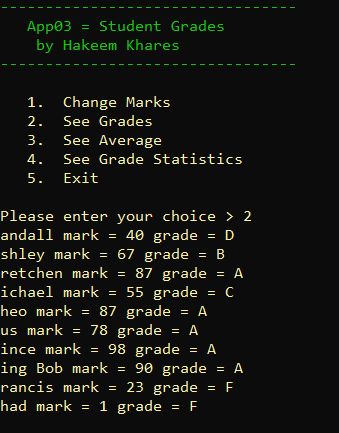 ---------------------------------
App03 = Student Grades
by Hakeem Khares
---------------------------------
1. Change Marks
2. See Grades
3. See Average
4. See Grade Statistics
5. Exit
Please enter your choice > 2
andall mark = 40 grade = D
shley mark = 67 grade = B
retchen mark = 87 grade = A
ichael mark = 55 grade = C
heo mark = 87 grade = A
us mark = 78 grade = A
ince mark = 98 grade = A
ing Bob mark = 90 grade = A
rancis mark = 23 grade = F
had mark = 1 grade = F